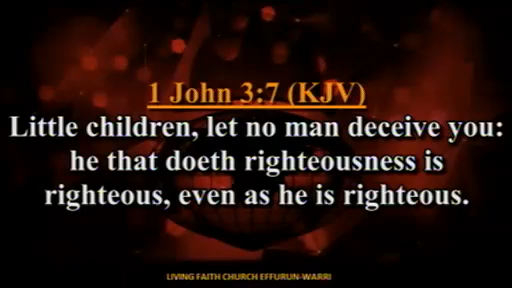 1 John 3:7 (KJV)
Little children, let no man deceive you:
he that doeth righteousness is
righteous, even as he is righteous.
LIVING FAITH CHURCH EFFURUN-WARRI